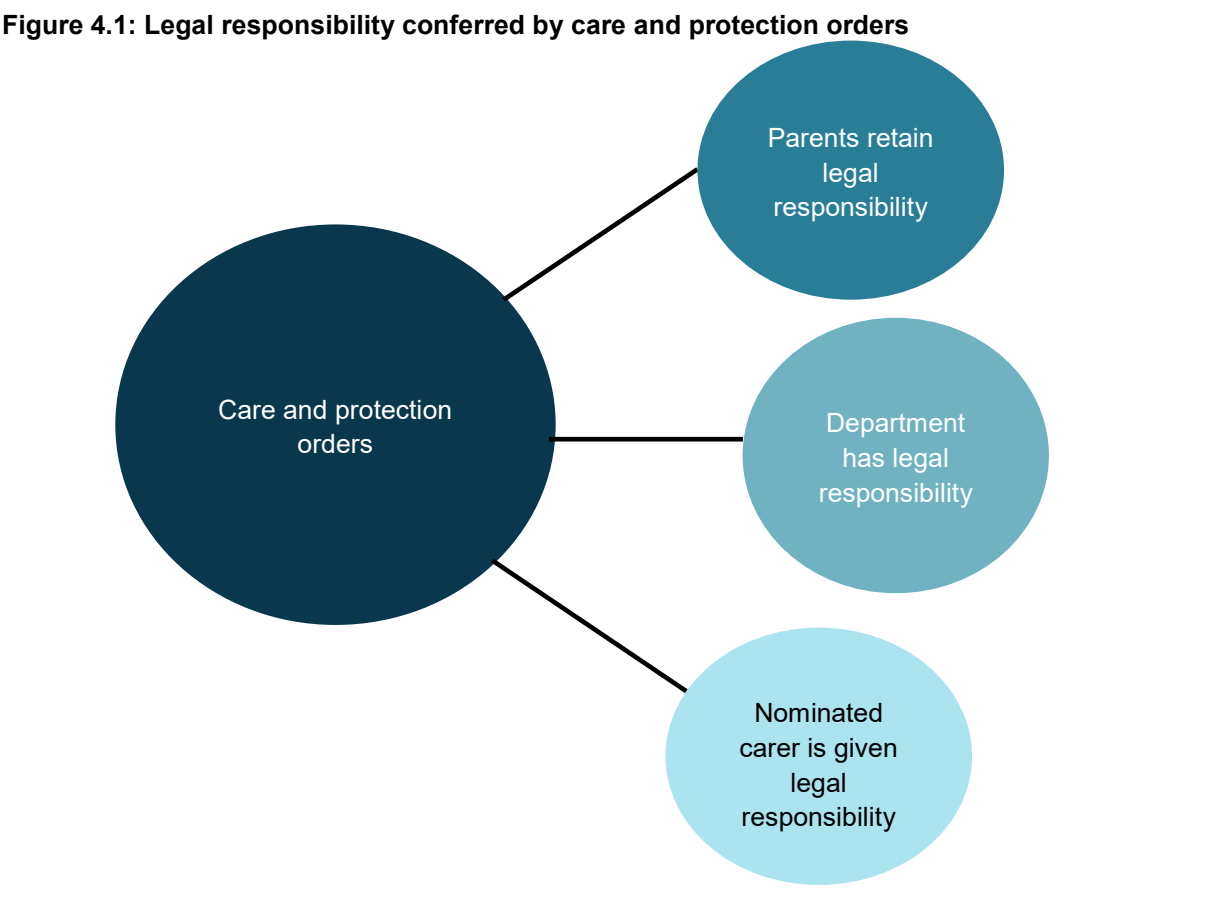 Figure 4.1: Legal responsibility conferred by care and protection orders
Parents retain
legal
responsibility
Care and protection
orders
Department
has legal
responsibility
Nominated
carer is given
legal
responsibility